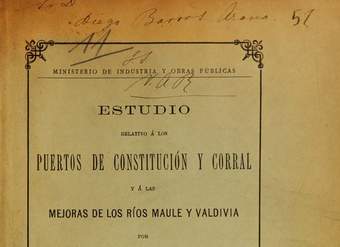 Diego Barros Arana 51
MINISTERIO DE INDUSTRIA Y OBRAS PÚBLICAS
ESTUDIO
RELATIVO Á LOS
PUERTOS DE CONSTITUCIÓN Y CORRAL
Y Á LAS
MEJORAS DE LOS RÍOS MAULE Y VALDIVIA
POR